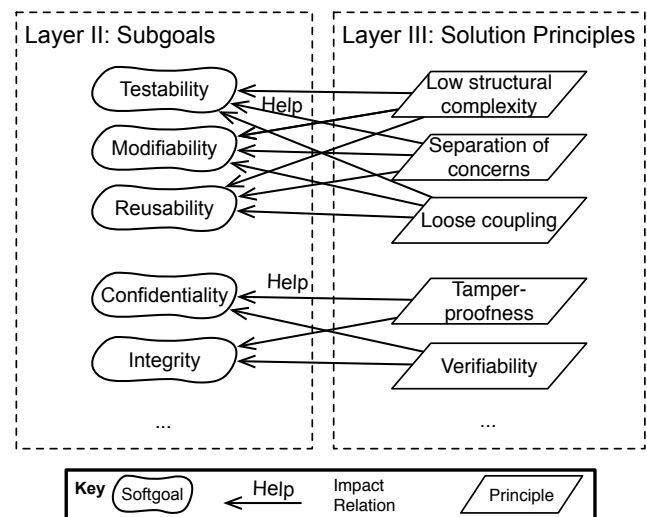 Layer II: Subgoals
Layer III: Solution Principles
Testability
Help
Low structural
complexity
Modifiability
Separation of
concerns
Reusability
Loose coupling
Confidentiality
Help
Tamper-
proofness
Integrity
Verifiability
...
...
Key
Softgoal
Help
Impact
Relation
Principle